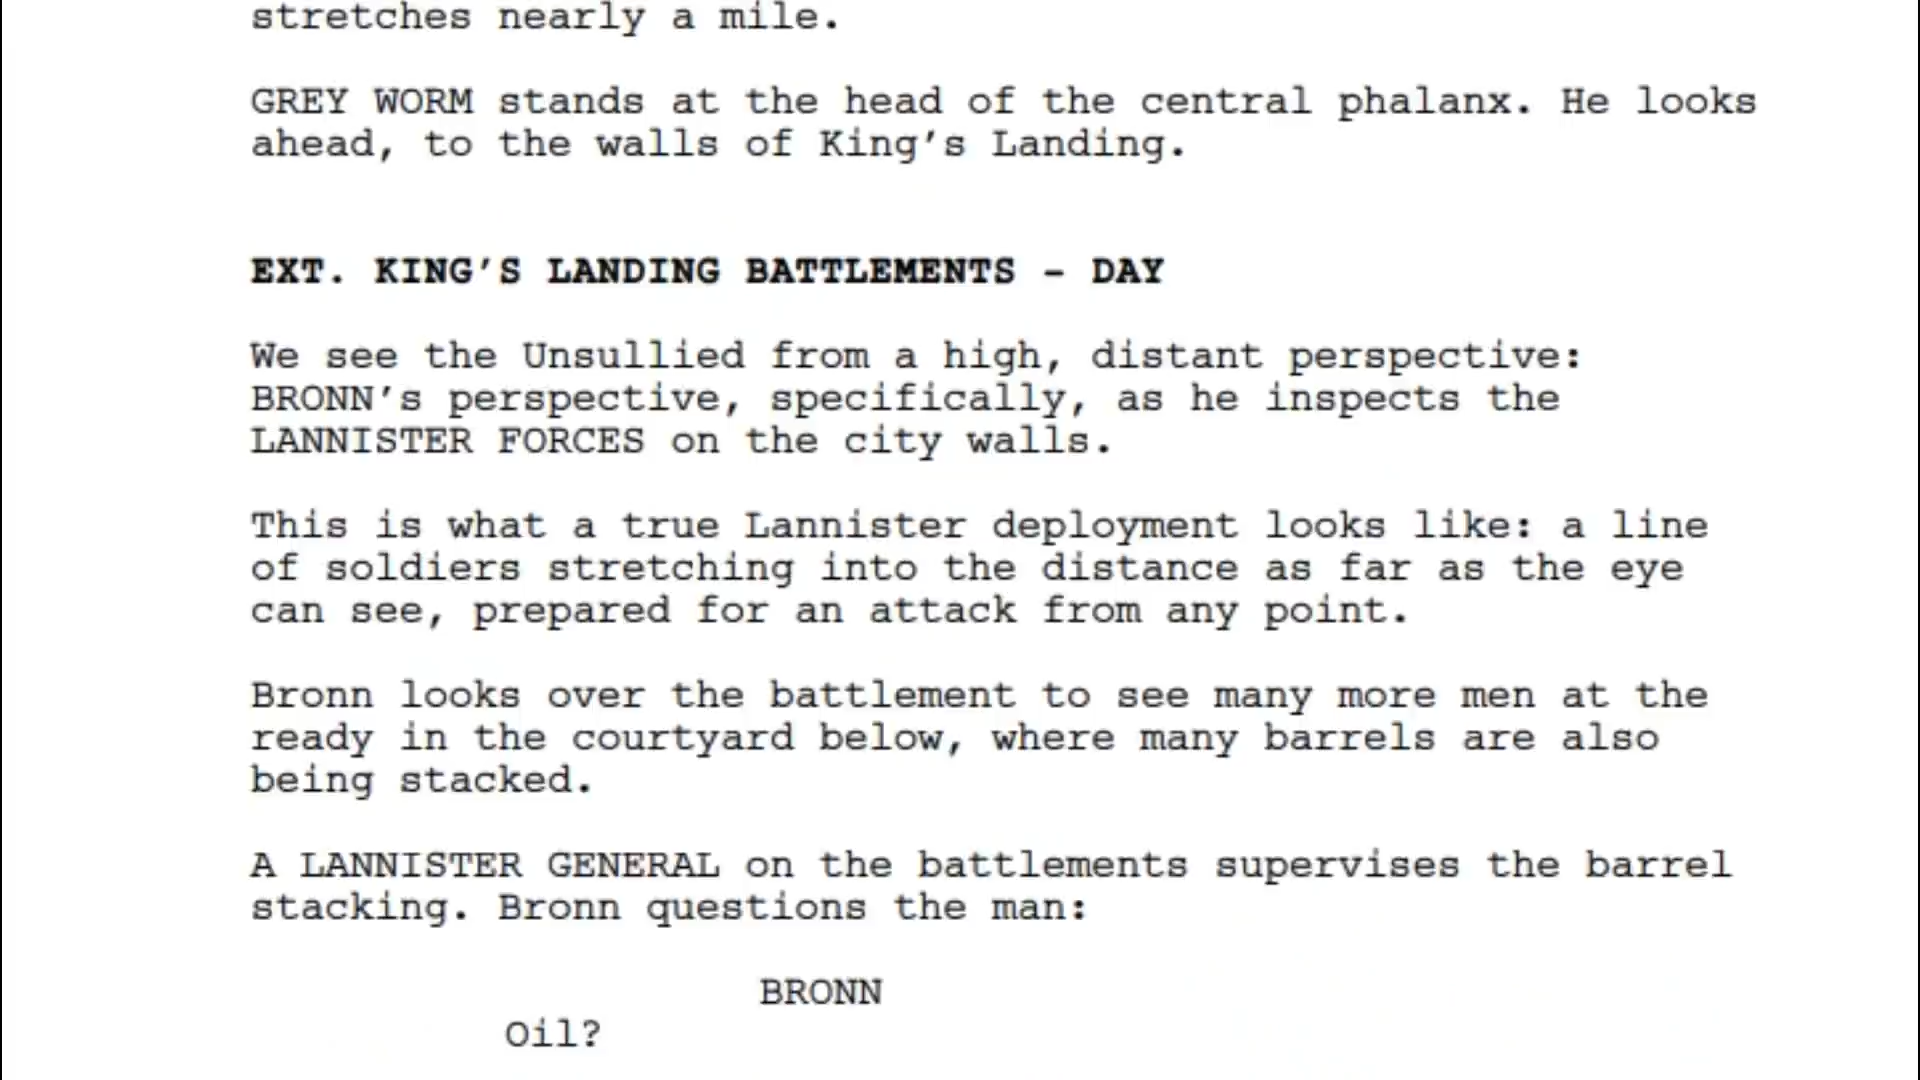 stretches nearly a mile.
GREY WORM stands at the head of the central phalanx. He looks
ahead, to the walls of King's Landing.
EXT. KING'S LANDING BATTLEMENTS - DAY
We see the Unsullied from a high, distant perspective:
BRONN's perspective, specifically, as he inspects the
LANNISTER FORCES on the city walls.
This is what a true Lannister deployment looks like: a line
of soldiers stretching into the distance as far as the eye
can see, prepared for an attack from any point.
Bronn looks over the battlement to see many more men at the
ready in the courtyard below, where many barrels are also
being stacked.
A LANNISTER GENERAL on the battlements supervises the barrel
stacking. Bronn questions the man:
BRONN
Oil?